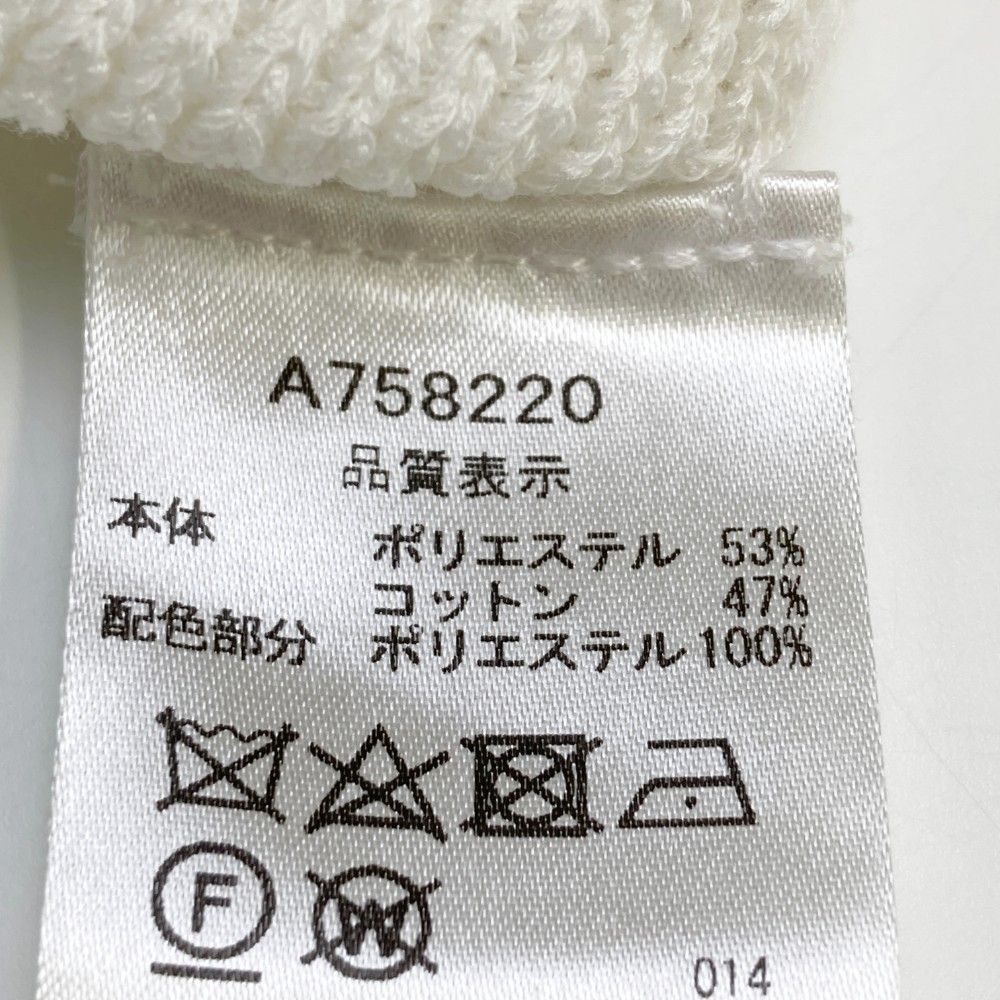 A758220
品質表示
本体 ポリエステル 53%
コットン 47%
配色部分 ポリエステル 100%
F W
014